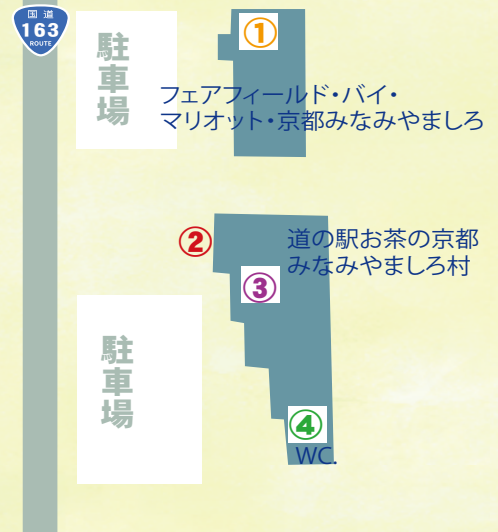 国道
163
ROUTE
駐車場
①
フェアフィールド・バイ・
マリオット・京都みなみやましろ
②
道の駅お茶の京都
みなみやましろ村
③
駐車場
④
WC.